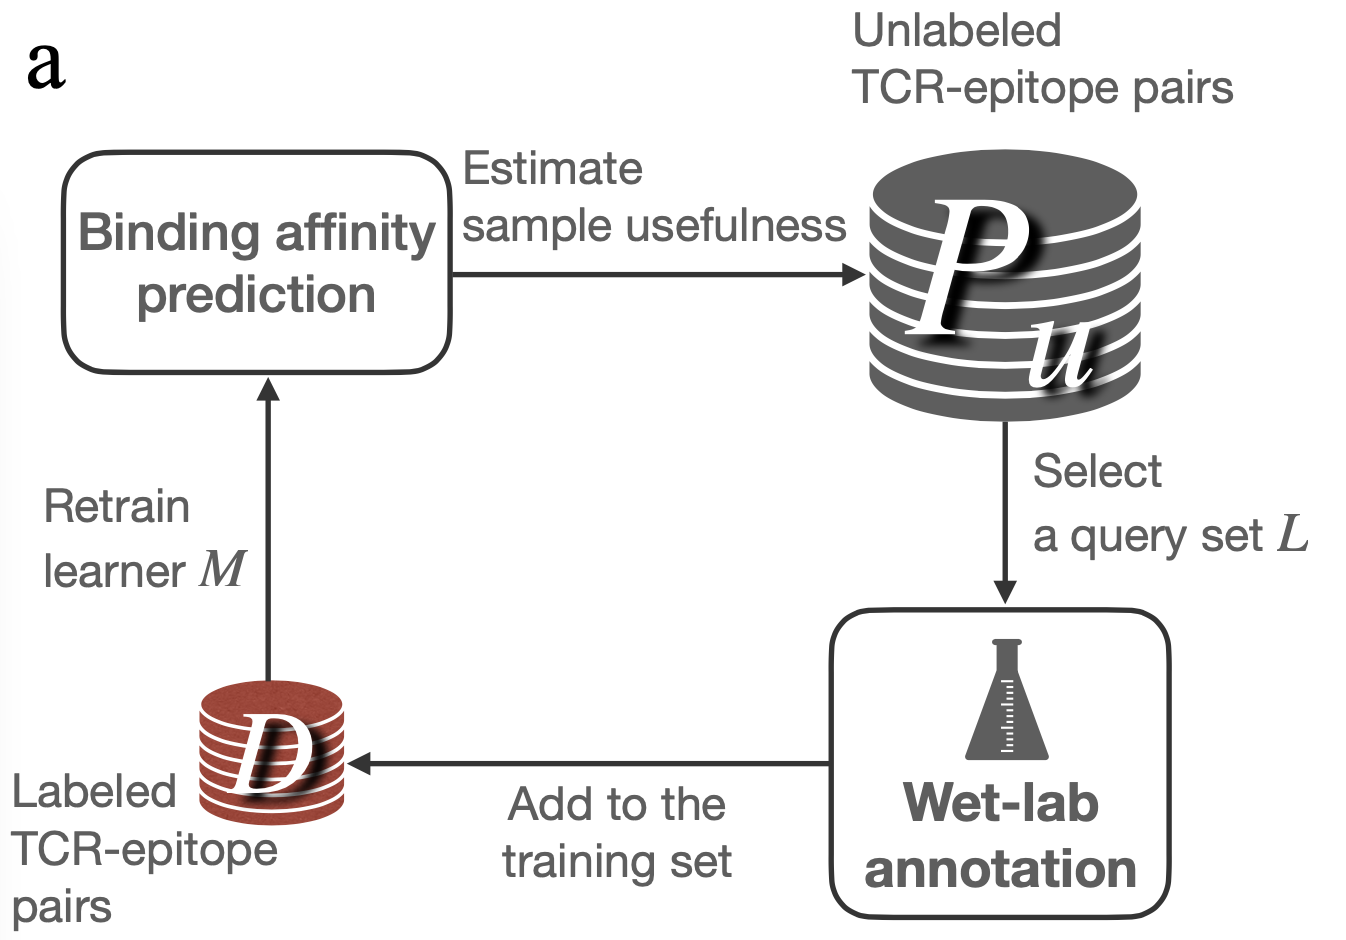 a
Unlabeled
TCR-epitope pairs
Binding affinity
prediction
Estimate
sample usefulness
P
u
Select
a query set L
Retrain
learner M
D
Labeled
TCR-epitope
pairs
Add to the
training set
Wet-lab
annotation